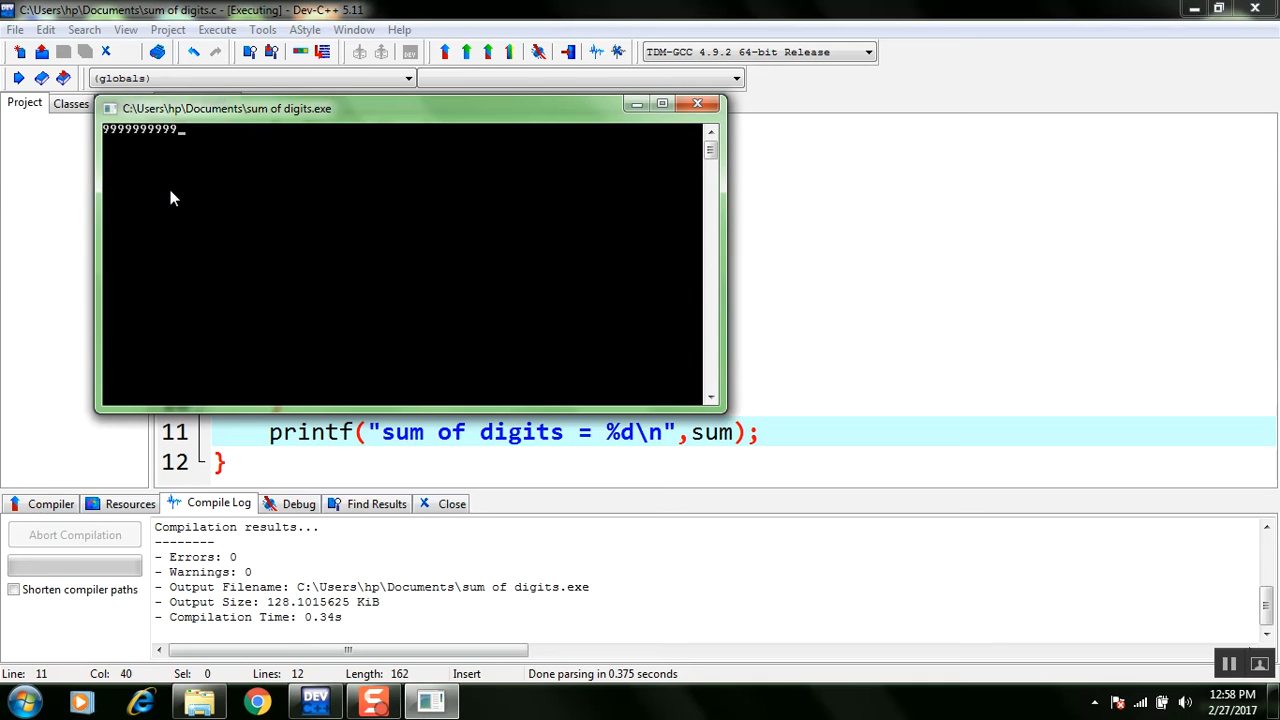 C:\Users\hp\Documents\sum of digits.c - [Executing] - Dev-C++ 5.11
File Edit Search View Project Execute Tools AStyle Window Help
TDM-GCC 4.9.2 64-bit Release
(globals)
Project Classes
C:\Users\hp\Documents\sum of digits.exe
9999999999_
11 printf("sum of digits = %d\n",sum);
12 }
Compiler Resources Compile Log Debug Find Results Close
Abort Compilation
Shorten compiler paths
Compilation results...
--------
- Errors: 0
- Warnings: 0
- Output Filename: C:\Users\hp\Documents\sum of digits.exe
- Output Size: 128.1015625 KiB
- Compilation Time: 0.34s
Line: 11 Col: 40 Sel: 0 Lines: 12 Length: 162 Insert Done parsing in 0.375 seconds
12:58 PM
2/27/2017